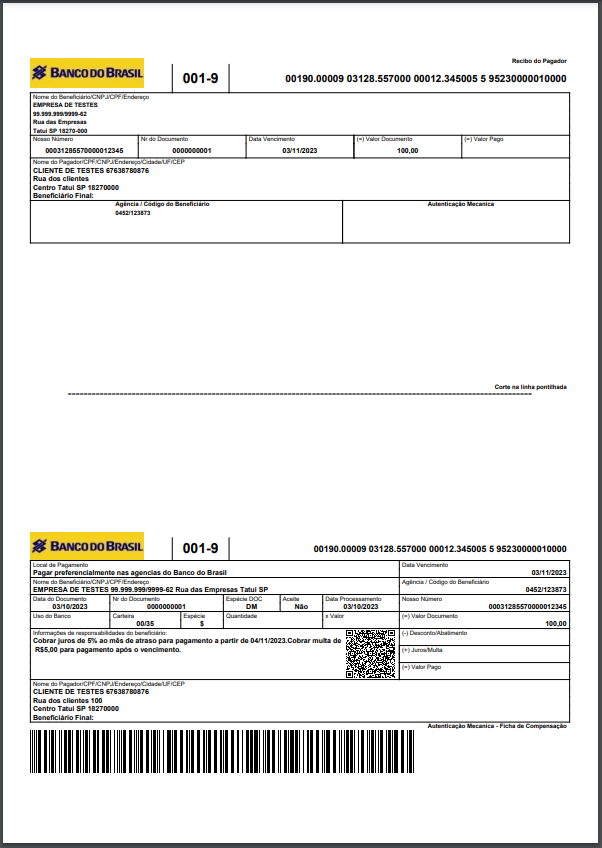 Recibo do Pagador
BANCO DO BRASIL 001-9 00190.00009 03128.557000 00012.345005 5 95230000010000
Nome do Beneficiário/CNPJ/CPF/Endereço
EMPRESA DE TESTES
99.999.999/9999-62
Rua das Empresas
Tatui SP 18270-000
Nosso Número Nr do Documento Data Vencimento (=) Valor Documento (=) Valor Pago
00031285570000012345 0000000001 03/11/2023 100,00
Nome do Pagador/CPF/CNPJ/Endereço/Cidade/UF/CEP
CLIENTE DE TESTES 67638780876
Rua dos clientes
Centro Tatui SP 18270000
Beneficiário Final:
Agência / Código do Beneficiário Autenticação Mecanica
0452/123873
Corte na linha pontilhada
BANCO DO BRASIL 001-9 00190.00009 03128.557000 00012.345005 5 95230000010000
Local de Pagamento Data Vencimento
Pagar preferencialmente nas agencias do Banco do Brasil 03/11/2023
Nome do Beneficiário/CNPJ/CPF/Endereço Agência / Código do Beneficiário
EMPRESA DE TESTES 99.999.999/9999-62 Rua das Empresas Tatui SP 0452/123873
Data do Documento Nr do Documento Espécie DOC Aceite Data Processamento Nosso Número
03/10/2023 0000000001 DM Não 03/10/2023 00031285570000012345
Uso do Banco Carteira Espécie Quantidade x Valor (=) Valor Documento
00/35 $ 100,00
Informações de responsabilidades do beneficiário: (-) Desconto/Abatimento
Cobrar juros de 5% ao mês de atraso para pagamento a partir de 04/11/2023.Cobrar multa de
R$5,00 para pagamento após o vencimento. (+) Juros/Multa
(=) Valor Pago
Nome do Pagador/CPF/CNPJ/Endereço/Cidade/UF/CEP
CLIENTE DE TESTES 67638780876
Rua dos clientes 100
Centro Tatui SP 18270000
Beneficiário Final:
Autenticação Mecanica - Ficha de Compensação